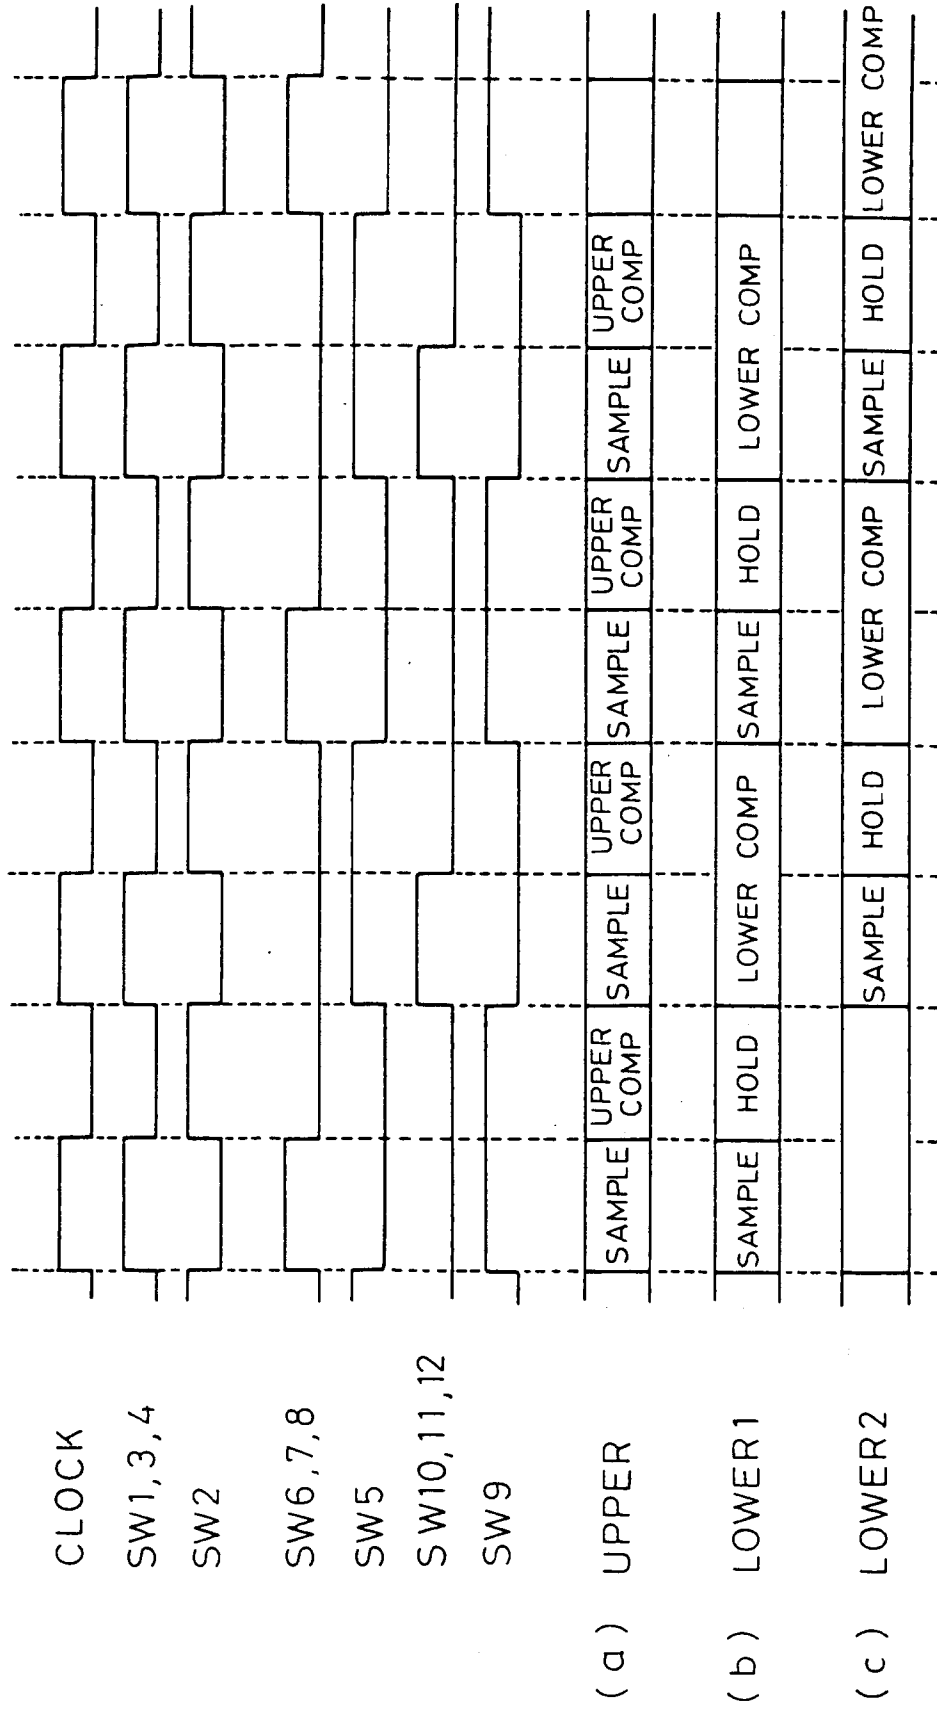 CLOCK
SW1,3,4
SW2
SW6,7,8
SW5
SW10,11,12
SW9
(a) UPPER
SAMPLE
UPPER
COMP
SAMPLE
UPPER
COMP
SAMPLE
UPPER
COMP
SAMPLE
UPPER
COMP
(b) LOWER1
SAMPLE HOLD LOWER COMP SAMPLE HOLD LOWER COMP
(c) LOWER2
SAMPLE HOLD LOWER COMP SAMPLE HOLD LOWER COMP